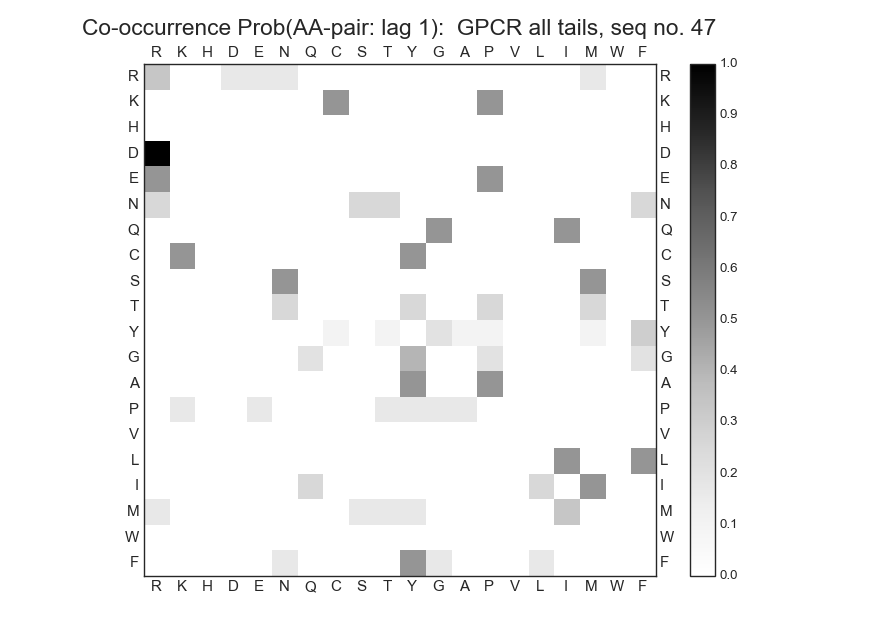 Co-occurrence Prob(AA-pair: lag 1):  GPCR all tails, seq no. 47
R K H D E N Q C S T Y G A P V L I M W F
R R 1.0
K K 0.9
H H
D D 0.8
E E
N N 0.7
Q Q
C C 0.6
S S
T T 0.5
Y Y
G G 0.4
A A
P P 0.3
V V
L L 0.2
I I
M M 0.1
W W
F F 0.0
R K H D E N Q C S T Y G A P V L I M W F